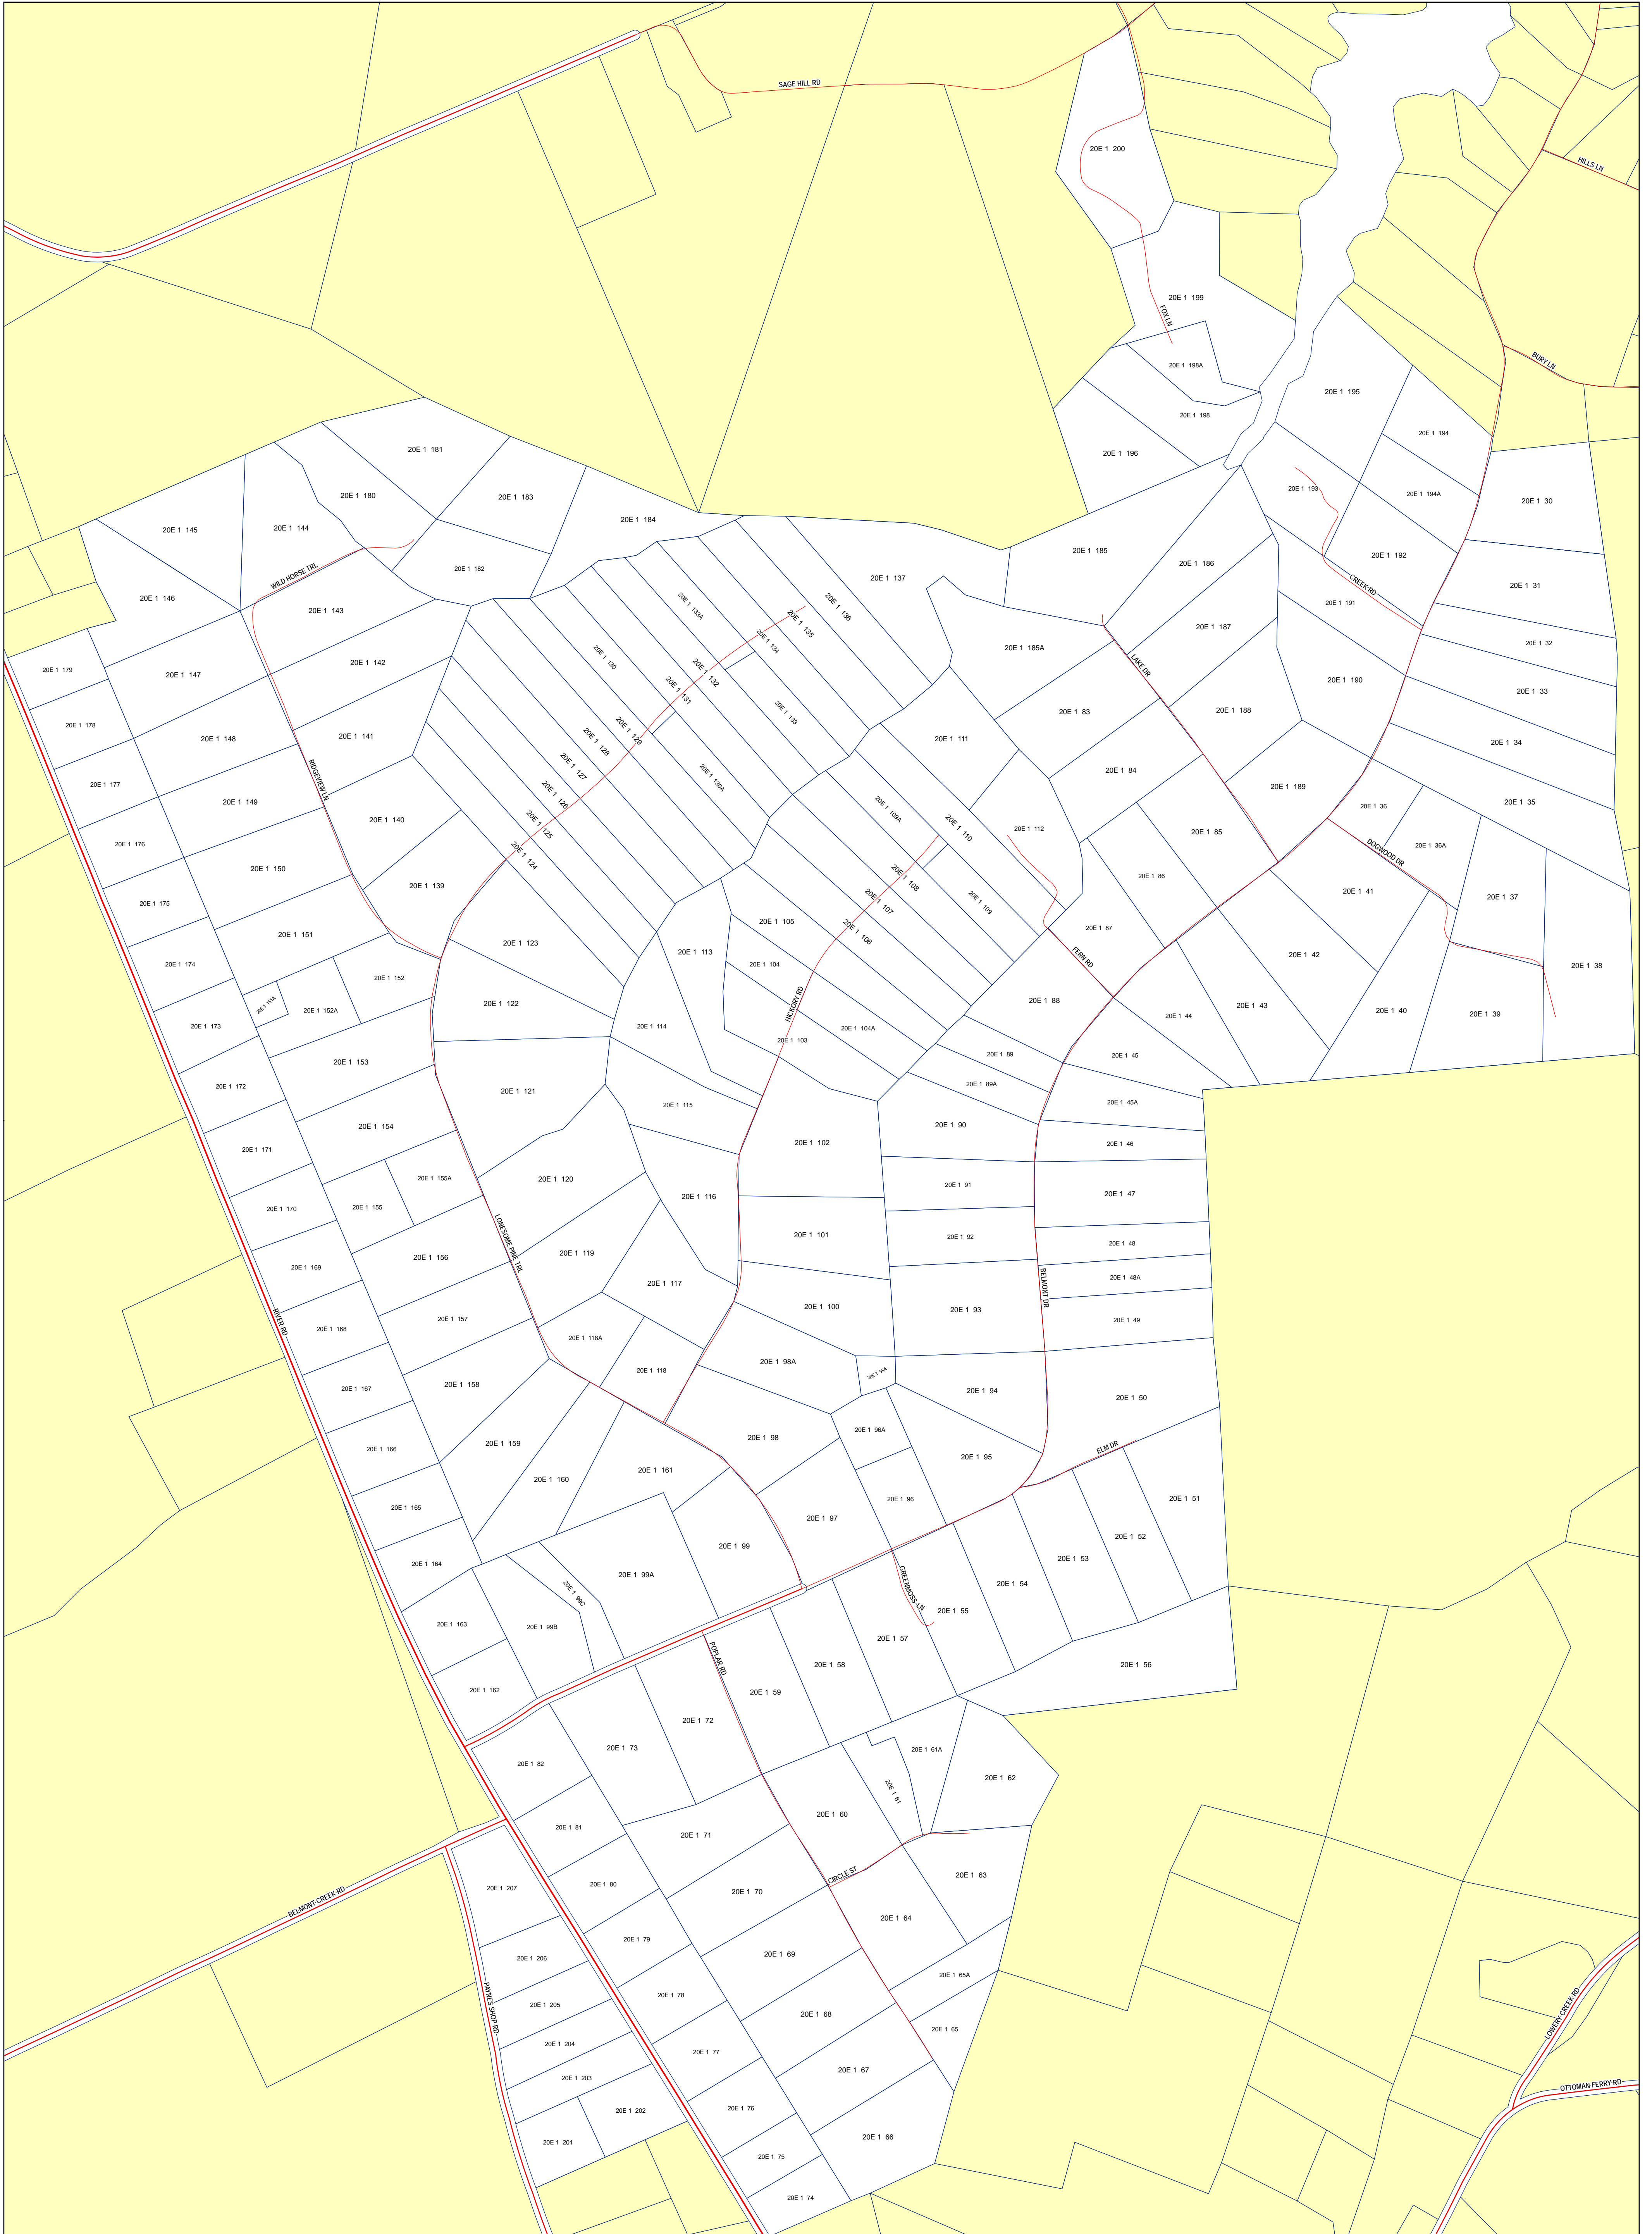 SAGE HILL RD
20E 1 200
HILLS LN
20E 1 199
FOX LN
BURY LN
20E 1 198A
20E 1 195
20E 1 198
20E 1 194
20E 1 181
20E 1 196
20E 1 193
20E 1 194A
20E 1 180
20E 1 183
20E 1 30
20E 1 184
20E 1 145
20E 1 144
20E 1 185
20E 1 192
20E 1 186
20E 1 182
WILD HORSE TRL
20E 1 137
CREEK RD
20E 1 31
20E 1 146
20E 1 143
20E 1 133A
20E 1 136
20E 1 135
20E 1 191
20E 1 134
20E 1 187
20E 1 32
20E 1 185A
20E 1 130
20E 1 142
LAKE DR
20E 1 179
20E 1 147
20E 1 132
20E 1 190
20E 1 33
20E 1 131
20E 1 133
20E 1 83
20E 1 188
20E 1 178
20E 1 148
20E 1 141
20E 1 129
20E 1 128
20E 1 111
20E 1 34
20E 1 127
20E 1 130A
20E 1 84
RIDGEVIEW LN
20E 1 177
20E 1 189
20E 1 126
20E 1 149
20E 1 109A
20E 1 36
20E 1 35
20E 1 140
20E 1 125
20E 1 110
20E 1 112
20E 1 85
20E 1 176
20E 1 36A
20E 1 124
DOGWOOD DR
20E 1 150
20E 1 108
20E 1 86
20E 1 139
20E 1 41
20E 1 37
20E 1 175
20E 1 107
20E 1 109
20E 1 105
20E 1 106
20E 1 87
20E 1 151
20E 1 123
20E 1 113
FERN RD
20E 1 42
20E 1 174
20E 1 104
20E 1 38
20E 1 152
20E 1 151A
20E 1 122
HICKORY RD
20E 1 88
20E 1 43
20E 1 152A
20E 1 40
20E 1 39
20E 1 44
20E 1 173
20E 1 114
20E 1 104A
20E 1 103
20E 1 89
20E 1 45
20E 1 153
20E 1 172
20E 1 121
20E 1 89A
20E 1 115
20E 1 45A
20E 1 154
20E 1 90
20E 1 102
20E 1 46
20E 1 171
20E 1 155A
20E 1 120
20E 1 91
20E 1 47
20E 1 116
20E 1 170
20E 1 155
20E 1 101
20E 1 92
LONESOME PINE TRL
20E 1 48
20E 1 156
20E 1 119
20E 1 169
20E 1 48A
20E 1 117
BELMONT DR
20E 1 100
20E 1 93
RIVER RD
20E 1 157
20E 1 49
20E 1 168
20E 1 118A
20E 1 98A
20E 1 118
20E 1 95A
20E 1 158
20E 1 167
20E 1 94
20E 1 50
20E 1 96A
20E 1 98
20E 1 159
20E 1 166
ELM DR
20E 1 95
20E 1 161
20E 1 160
20E 1 96
20E 1 51
20E 1 165
20E 1 97
20E 1 52
20E 1 99
20E 1 53
20E 1 164
20E 1 99A
20E 1 54
20E 1 99C
GREENMOSS LN
20E 1 55
20E 1 163
20E 1 99B
20E 1 57
POPLAR RD
20E 1 58
20E 1 56
20E 1 162
20E 1 59
20E 1 72
20E 1 73
20E 1 61A
20E 1 82
20E 1 62
20E 1 61
20E 1 60
20E 1 81
20E 1 71
CIRCLE ST
20E 1 63
20E 1 80
20E 1 207
20E 1 70
BELMONT CREEK RD
20E 1 64
20E 1 79
20E 1 69
20E 1 206
20E 1 65A
20E 1 78
PAYNES SHOP RD
20E 1 205
LOWERY CREEK RD
20E 1 68
20E 1 65
20E 1 204
20E 1 77
20E 1 67
20E 1 203
OTTOMAN FERRY RD
20E 1 76
20E 1 202
20E 1 66
20E 1 201
20E 1 75
20E 1 74